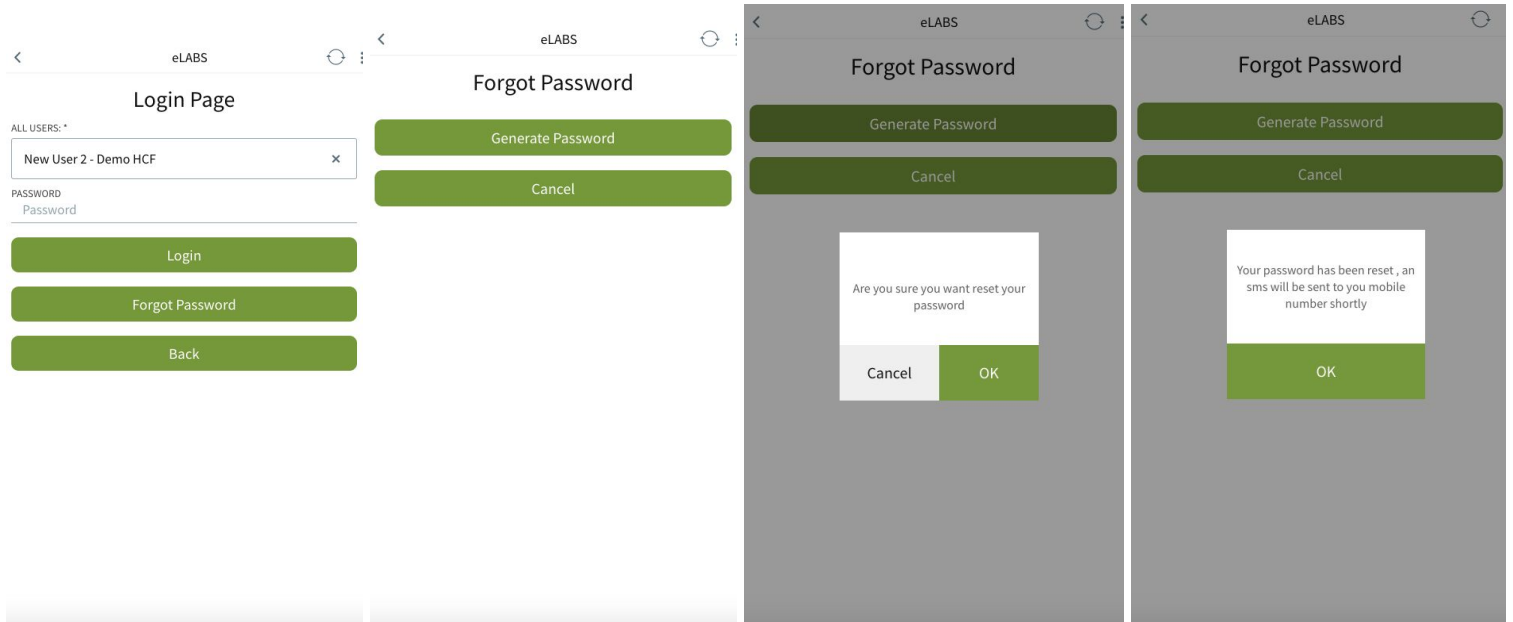 eLABS
Login Page
ALL USERS: *
New User 2 - Demo HCF
PASSWORD
Password
Login
Forgot Password
Back
eLABS
Forgot Password
Generate Password
Cancel
eLABS
Forgot Password
Generate Password
Cancel
Are you sure you want reset your
password
Cancel
OK
eLABS
Forgot Password
Generate Password
Cancel
Your password has been reset , an
sms will be sent to you mobile
number shortly
OK